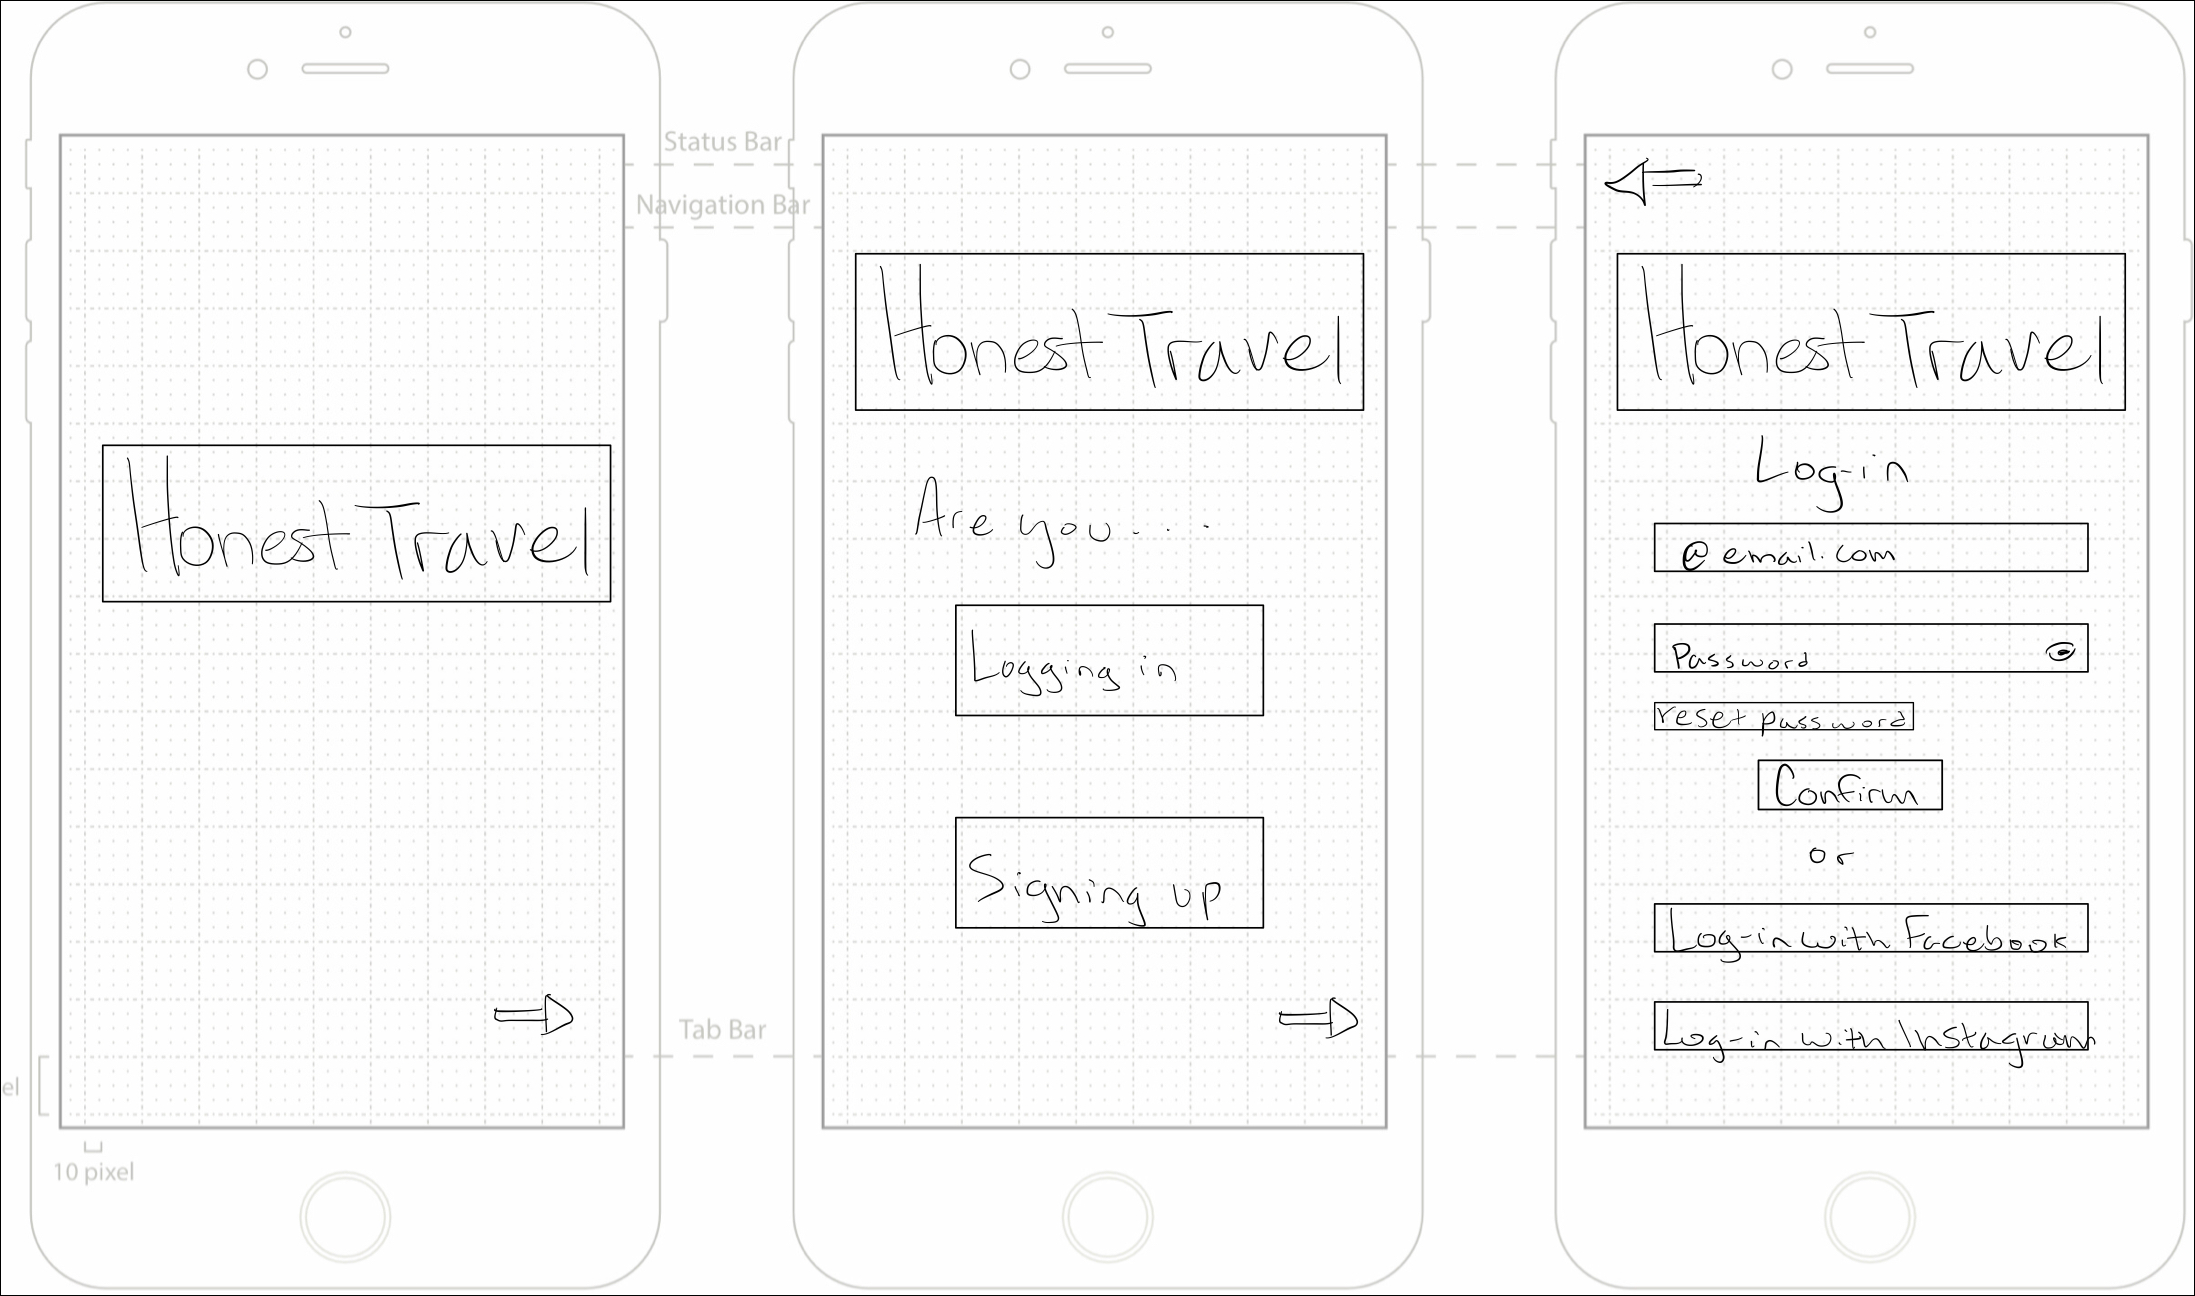 Honest Travel
Status Bar
Navigation Bar
Tab Bar
el
10 pixel
Honest Travel
Are you...
Logging in
Signing up
Honest Travel
Log-in
@email.com
Password
reset password
Confirm
or
Log-in with Facebook
Log-in with Instagram